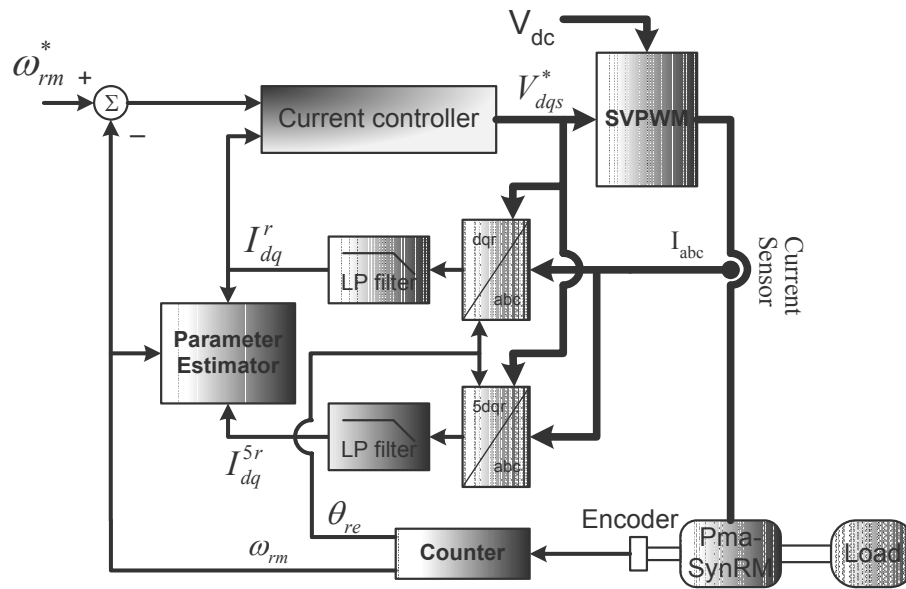 V_dc
ω*_rm
+
Σ
−
Current controller
V*_dqs
SVPWM
I^r_dq
LP filter
dqr
abc
I_abc
Current
Sensor
Parameter
Estimator
5dqr
abc
LP filter
I^5r_dq
θ_re
Encoder
ω_rm
Counter
Pma-
SynRM
Load